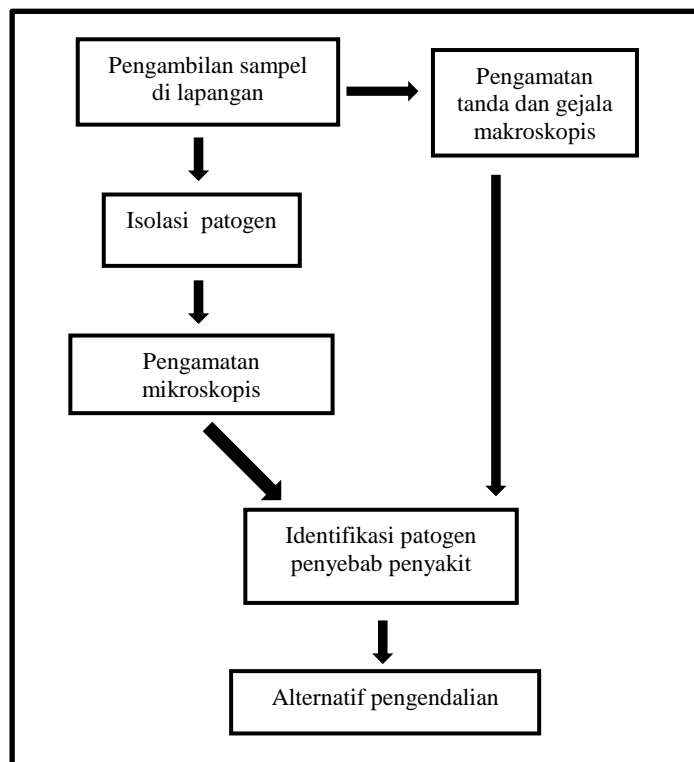 Pengambilan sampel
di lapangan
Pengamatan
tanda dan gejala
makroskopis
Isolasi patogen
Pengamatan
mikroskopis
Identifikasi patogen
penyebab penyakit
Alternatif pengendalian